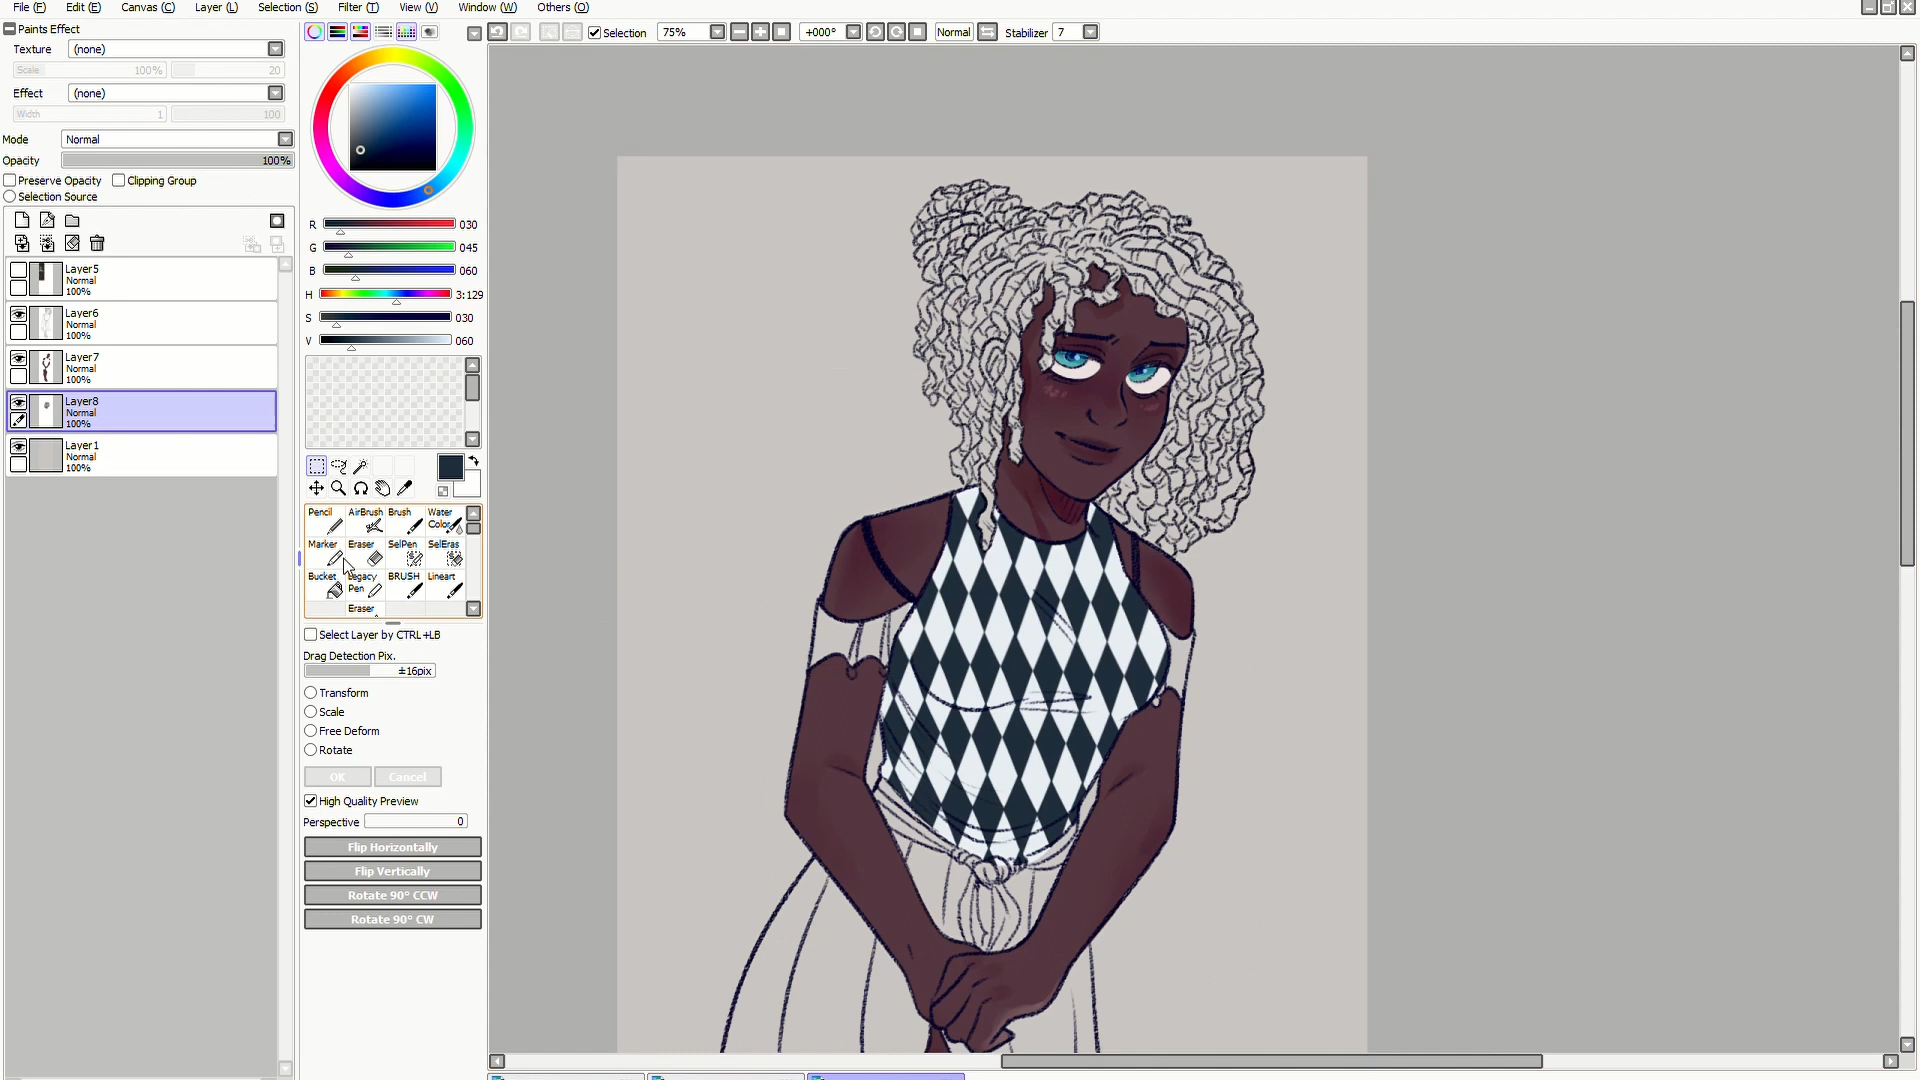 File (F) Edit (E) Canvas (C) Layer (L) Selection (S) Filter (T) View (V) Window (W) Others (O)
Paints Effect
Texture (none)
Scale 100% 20
Effect (none)
Width 1 100
Mode Normal
Opacity 100%
Preserve Opacity Clipping Group
Selection Source
Layer5
Normal
100%
Layer6
Normal
100%
Layer7
Normal
100%
Layer8
Normal
100%
Layer1
Normal
100%
R 030
G 045
B 060
H 3:129
S 030
V 060
Pencil AirBrush Brush Water Color
Marker Eraser SelPen SelEras
Bucket Legacy Pen BRUSH Lineart
Eraser
Select Layer by CTRL+LB
Drag Detection Pix.
±16pix
Transform
Scale
Free Deform
Rotate
OK Cancel
High Quality Preview
Perspective 0
Flip Horizontally
Flip Vertically
Rotate 90° CCW
Rotate 90° CW
Selection 75% +000° Normal Stabilizer 7